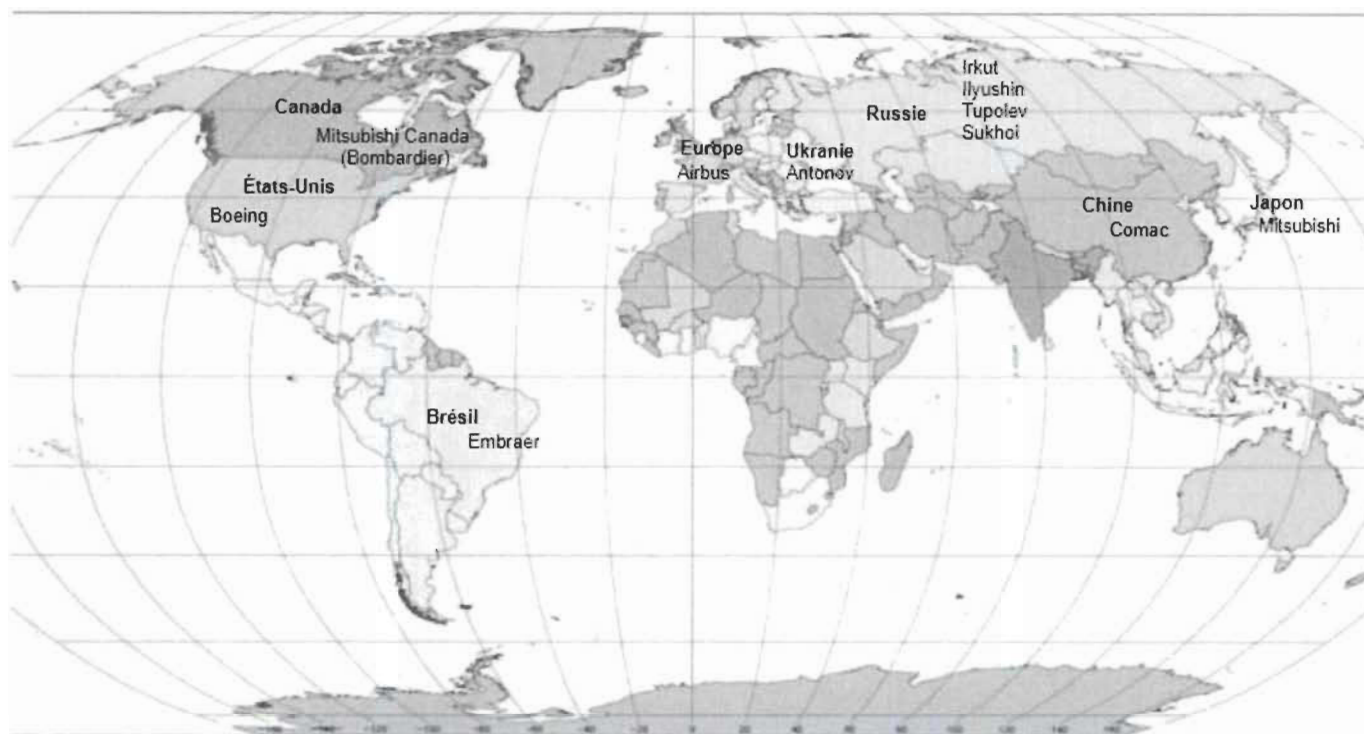 Canada
Mitsubishi Canada
(Bombardier)
États-Unis
Boeing
Brésil
Embraer
Europe
Airbus
Ukranie
Antonov
Russie
Irkut
Ilyushin
Tupolev
Sukhoi
Chine
Comac
Japon
Mitsubishi